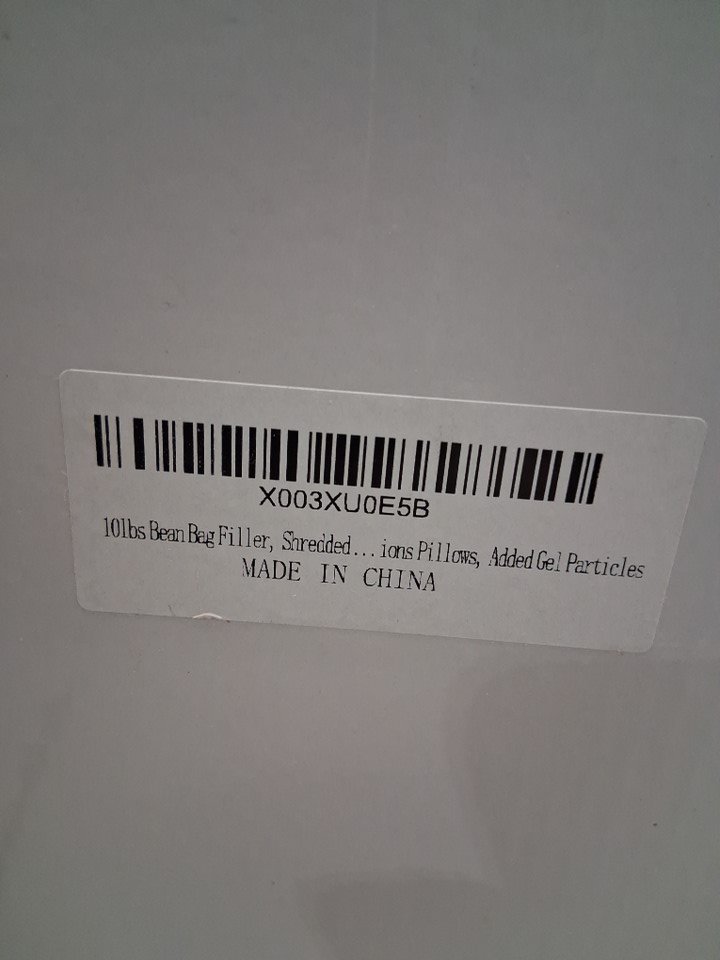 X003XU0E5B
10lbs Bean Bag Filler, Shredded...ions Pillows, Added Gel Particles
MADE IN CHINA